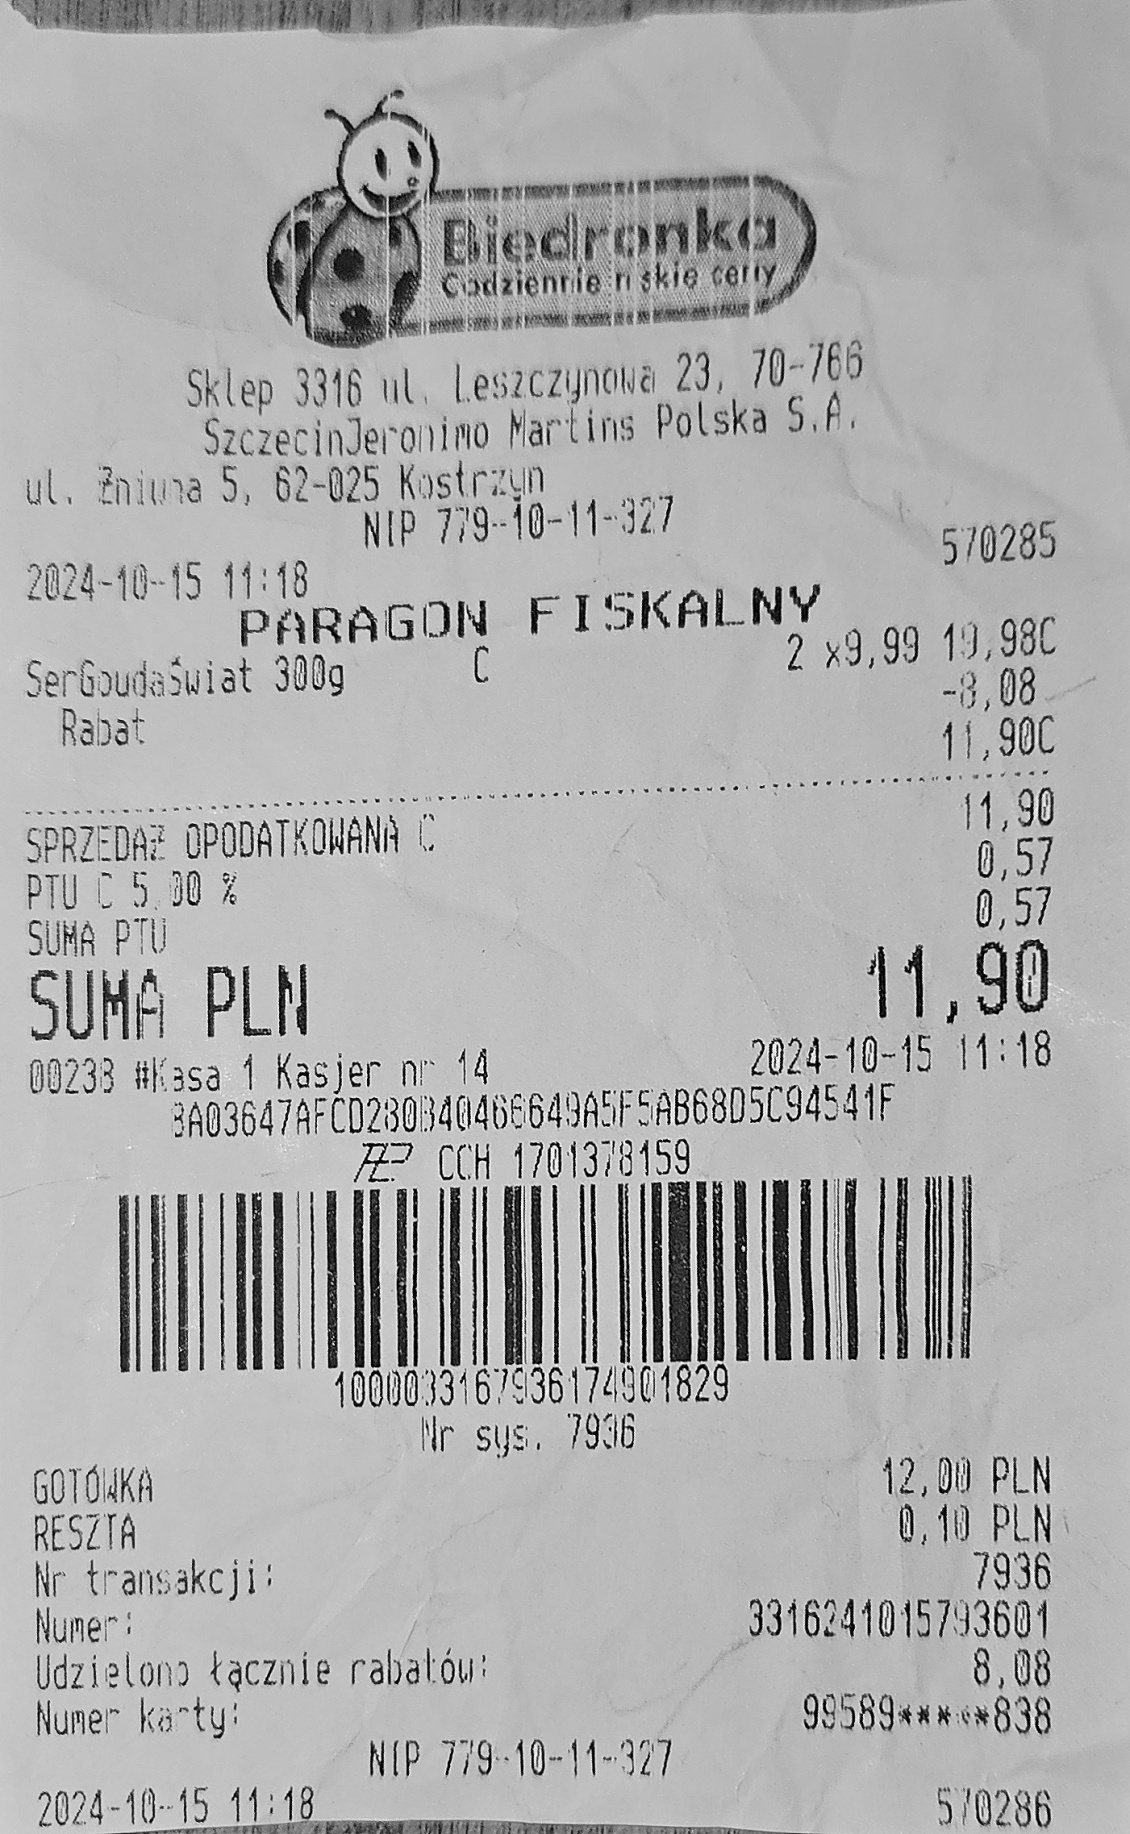 Biedronka
Codziennie niskie ceny
Sklep 3316 ul. Leszczynowa 23, 70-766
SzczecinJeronimo Martins Polska S.A.
ul. Żniwna 5, 62-025 Kostrzyn
NIP 779-10-11-327
2024-10-15 11:18 570285
PARAGON FISKALNY
SerGoudaŚwiat 300g C 2 x9,99 19,98C
Rabat -8,08
11,90C
SPRZEDAŻ OPODATKOWANA C 11,90
PTU C 5,00 % 0,57
SUMA PTU 0,57
SUMA PLN 11,90
00238 #Kasa 1 Kasjer nr 14 2024-10-15 11:18
CCH 1701378159
1000033167936174901829
Nr sys. 7936
GOTÓWKA 12,00 PLN
RESZTA 0,10 PLN
Nr transakcji: 7936
Numer: 3316241015793601
Udzielono łącznie rabatów: 8,08
Numer karty: 99589*****838
NIP 779-10-11-327
2024-10-15 11:18 570286